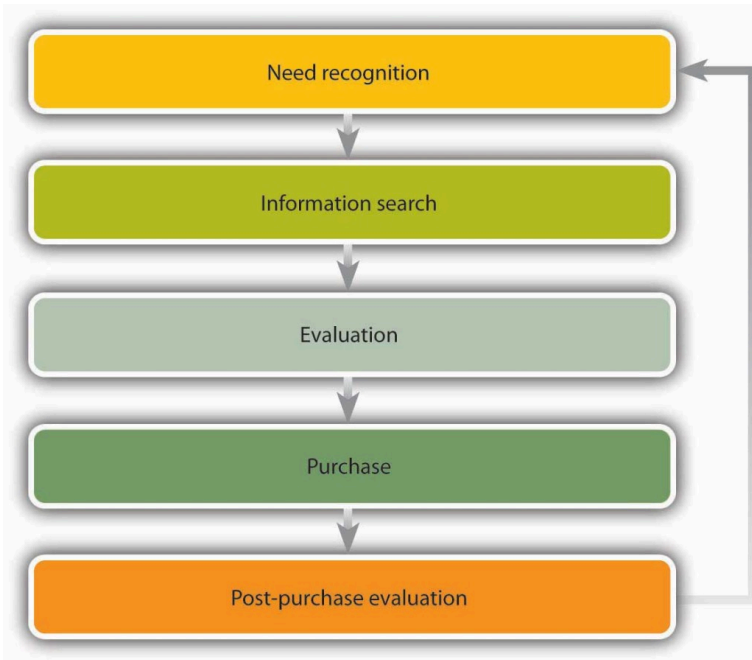 Need recognition
Information search
Evaluation
Purchase
Post-purchase evaluation